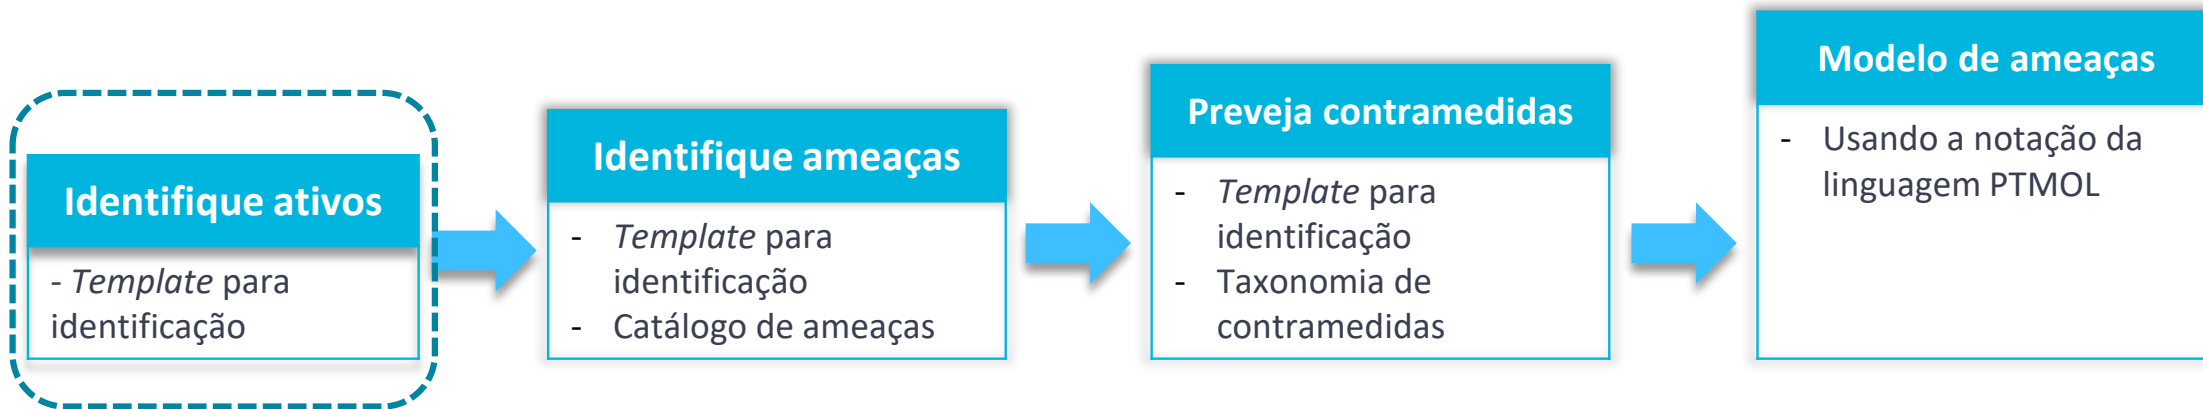 Identifique ativos
- Template para
identificação
Identifique ameaças
- Template para
identificação
- Catálogo de ameaças
Preveja contramedidas
- Template para
identificação
- Taxonomia de
contramedidas
Modelo de ameaças
- Usando a notação da
linguagem PTMOL